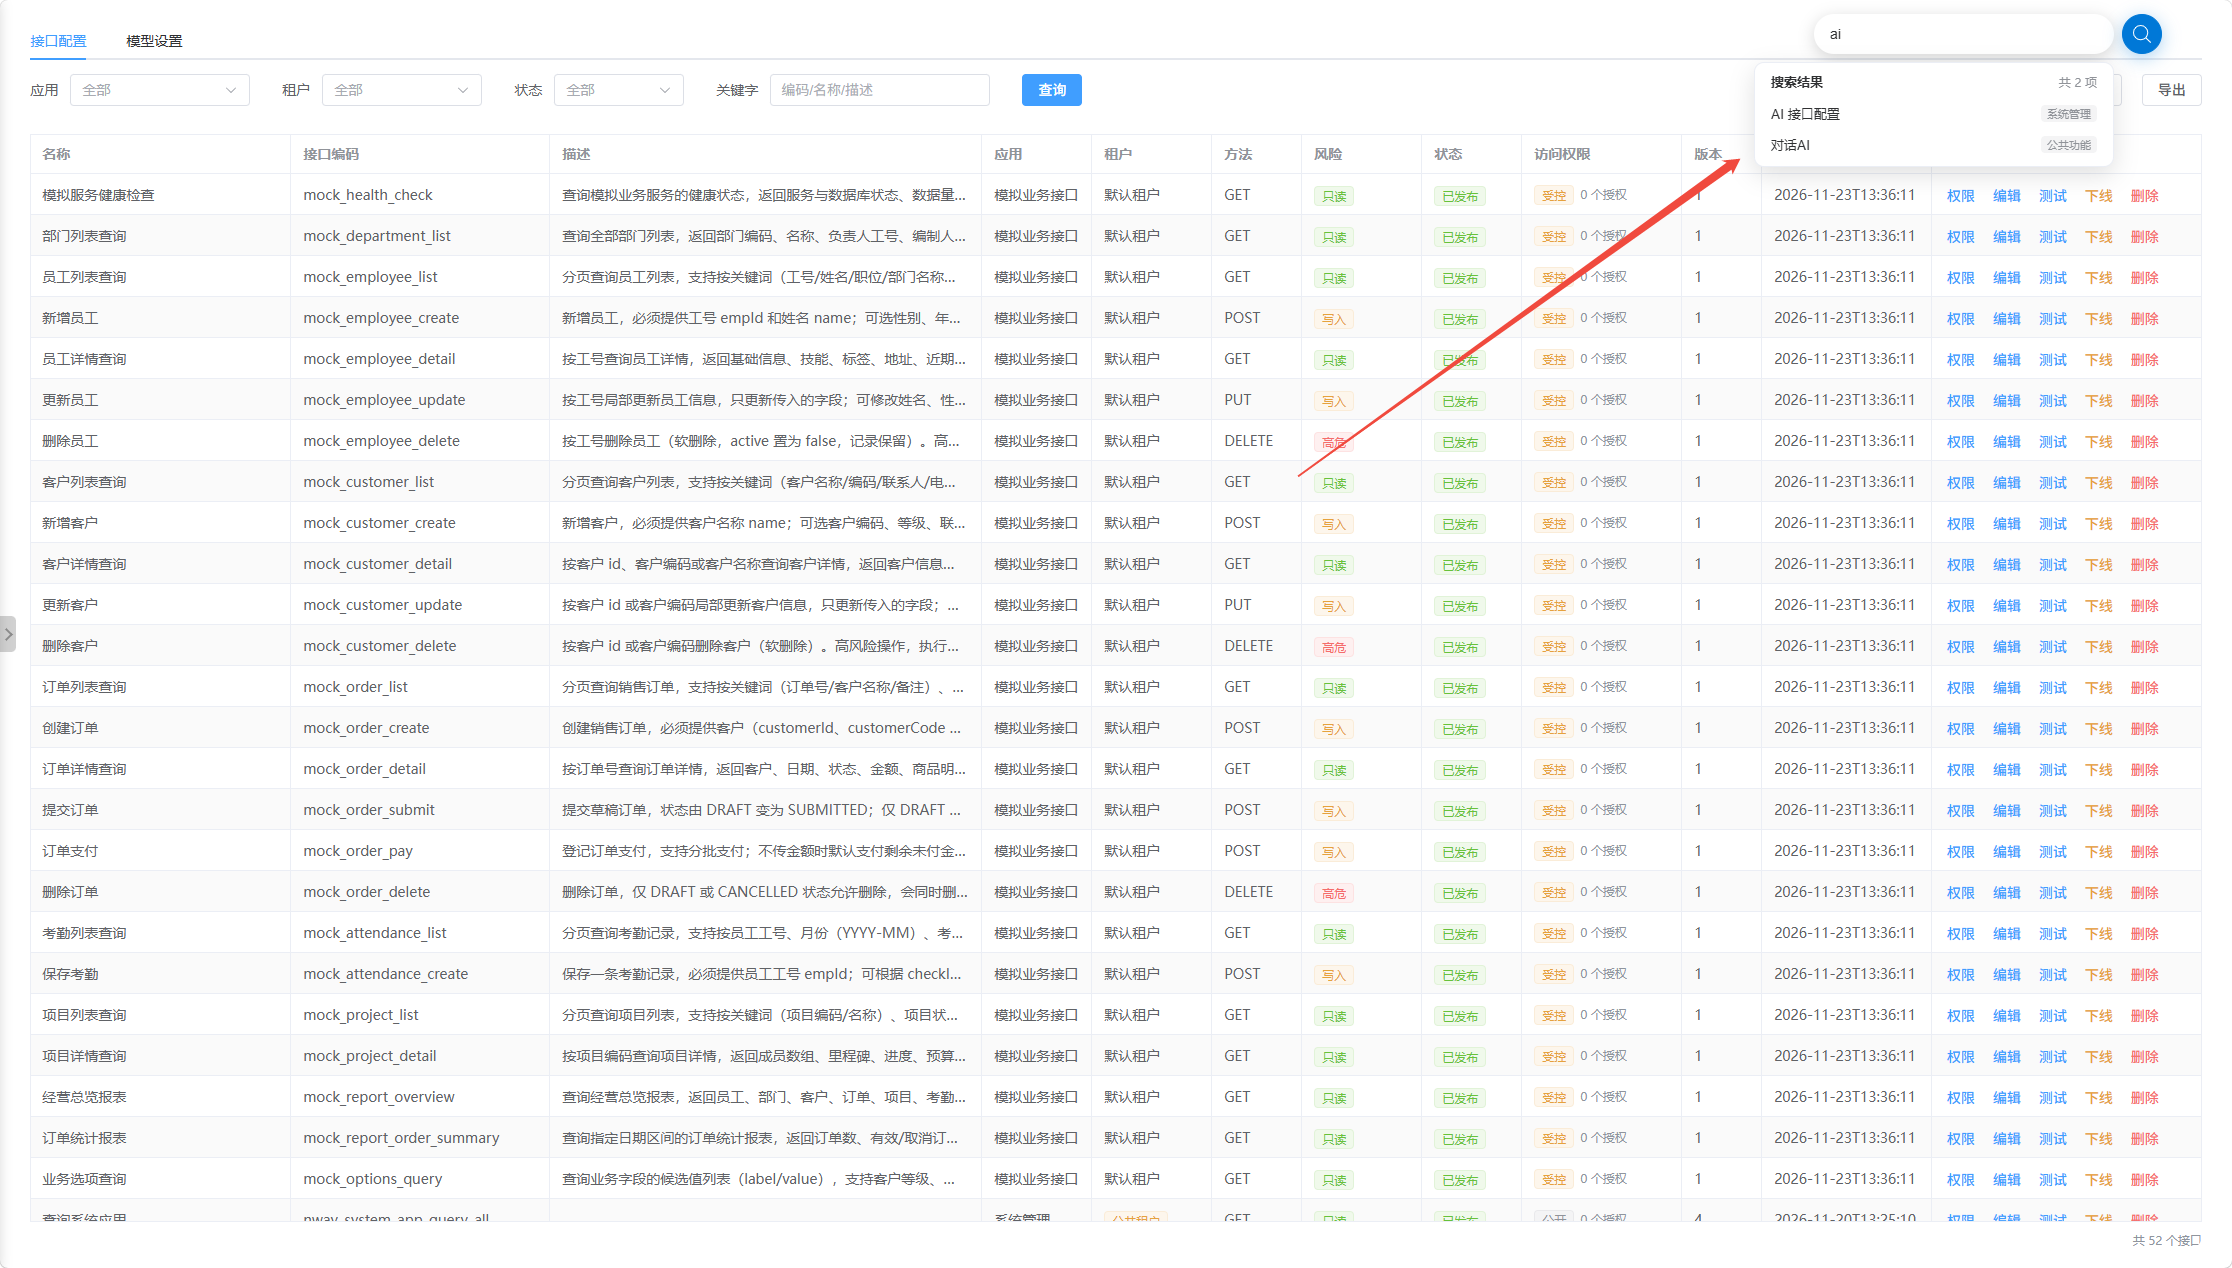 接口配置 模型设置 ai
搜索结果 共 2 项
AI 接口配置 系统管理
对话AI 公共功能
应用 全部 租户 全部 状态 全部 关键字 编码/名称/描述 查询 导出
名称 接口编码 描述 应用 租户 方法 风险 状态 访问权限 版本
模拟服务健康检查 mock_health_check 查询模拟业务服务的健康状态，返回服务与数据库状态、数据量... 模拟业务接口 默认租户 GET 只读 已发布 受控 0 个授权 1 2026-11-23T13:36:11 权限 编辑 测试 下线 删除
部门列表查询 mock_department_list 查询全部部门列表，返回部门编码、名称、负责人工号、编制人... 模拟业务接口 默认租户 GET 只读 已发布 受控 0 个授权 1 2026-11-23T13:36:11 权限 编辑 测试 下线 删除
员工列表查询 mock_employee_list 分页查询员工列表，支持按关键词（工号/姓名/职位/部门名称... 模拟业务接口 默认租户 GET 只读 已发布 受控 0 个授权 1 2026-11-23T13:36:11 权限 编辑 测试 下线 删除
新增员工 mock_employee_create 新增员工，必须提供工号 empId 和姓名 name；可选性别、年... 模拟业务接口 默认租户 POST 写入 已发布 受控 0 个授权 1 2026-11-23T13:36:11 权限 编辑 测试 下线 删除
员工详情查询 mock_employee_detail 按工号查询员工详情，返回基础信息、技能、标签、地址、近期... 模拟业务接口 默认租户 GET 只读 已发布 受控 0 个授权 1 2026-11-23T13:36:11 权限 编辑 测试 下线 删除
更新员工 mock_employee_update 按工号局部更新员工信息，只更新传入的字段；可修改姓名、性... 模拟业务接口 默认租户 PUT 写入 已发布 受控 0 个授权 1 2026-11-23T13:36:11 权限 编辑 测试 下线 删除
删除员工 mock_employee_delete 按工号删除员工（软删除，active 置为 false，记录保留）。高... 模拟业务接口 默认租户 DELETE 高危 已发布 受控 0 个授权 1 2026-11-23T13:36:11 权限 编辑 测试 下线 删除
客户列表查询 mock_customer_list 分页查询客户列表，支持按关键词（客户名称/编码/联系人/电... 模拟业务接口 默认租户 GET 只读 已发布 受控 0 个授权 1 2026-11-23T13:36:11 权限 编辑 测试 下线 删除
新增客户 mock_customer_create 新增客户，必须提供客户名称 name；可选客户编码、等级、联... 模拟业务接口 默认租户 POST 写入 已发布 受控 0 个授权 1 2026-11-23T13:36:11 权限 编辑 测试 下线 删除
客户详情查询 mock_customer_detail 按客户 id、客户编码或客户名称查询客户详情，返回客户信息... 模拟业务接口 默认租户 GET 只读 已发布 受控 0 个授权 1 2026-11-23T13:36:11 权限 编辑 测试 下线 删除
更新客户 mock_customer_update 按客户 id 或客户编码局部更新客户信息，只更新传入的字段；... 模拟业务接口 默认租户 PUT 写入 已发布 受控 0 个授权 1 2026-11-23T13:36:11 权限 编辑 测试 下线 删除
删除客户 mock_customer_delete 按客户 id 或客户编码删除客户（软删除）。高风险操作，执行... 模拟业务接口 默认租户 DELETE 高危 已发布 受控 0 个授权 1 2026-11-23T13:36:11 权限 编辑 测试 下线 删除
订单列表查询 mock_order_list 分页查询销售订单，支持按关键词（订单号/客户名称/备注）、... 模拟业务接口 默认租户 GET 只读 已发布 受控 0 个授权 1 2026-11-23T13:36:11 权限 编辑 测试 下线 删除
创建订单 mock_order_create 创建销售订单，必须提供客户（customerId、customerCode ... 模拟业务接口 默认租户 POST 写入 已发布 受控 0 个授权 1 2026-11-23T13:36:11 权限 编辑 测试 下线 删除
订单详情查询 mock_order_detail 按订单号查询订单详情，返回客户、日期、状态、金额、商品明... 模拟业务接口 默认租户 GET 只读 已发布 受控 0 个授权 1 2026-11-23T13:36:11 权限 编辑 测试 下线 删除
提交订单 mock_order_submit 提交草稿订单，状态由 DRAFT 变为 SUBMITTED；仅 DRAFT ... 模拟业务接口 默认租户 POST 写入 已发布 受控 0 个授权 1 2026-11-23T13:36:11 权限 编辑 测试 下线 删除
订单支付 mock_order_pay 登记订单支付，支持分批支付；不传金额时默认支付剩余未付金... 模拟业务接口 默认租户 POST 写入 已发布 受控 0 个授权 1 2026-11-23T13:36:11 权限 编辑 测试 下线 删除
删除订单 mock_order_delete 删除订单，仅 DRAFT 或 CANCELLED 状态允许删除，会同时删... 模拟业务接口 默认租户 DELETE 高危 已发布 受控 0 个授权 1 2026-11-23T13:36:11 权限 编辑 测试 下线 删除
考勤列表查询 mock_attendance_list 分页查询考勤记录，支持按员工工号、月份（YYYY-MM）、考... 模拟业务接口 默认租户 GET 只读 已发布 受控 0 个授权 1 2026-11-23T13:36:11 权限 编辑 测试 下线 删除
保存考勤 mock_attendance_create 保存一条考勤记录，必须提供员工工号 empId；可根据 checkI... 模拟业务接口 默认租户 POST 写入 已发布 受控 0 个授权 1 2026-11-23T13:36:11 权限 编辑 测试 下线 删除
项目列表查询 mock_project_list 分页查询项目列表，支持按关键词（项目编码/名称）、项目状... 模拟业务接口 默认租户 GET 只读 已发布 受控 0 个授权 1 2026-11-23T13:36:11 权限 编辑 测试 下线 删除
项目详情查询 mock_project_detail 按项目编码查询项目详情，返回成员数组、里程碑、进度、预算... 模拟业务接口 默认租户 GET 只读 已发布 受控 0 个授权 1 2026-11-23T13:36:11 权限 编辑 测试 下线 删除
经营总览报表 mock_report_overview 查询经营总览报表，返回员工、部门、客户、订单、项目、考勤... 模拟业务接口 默认租户 GET 只读 已发布 受控 0 个授权 1 2026-11-23T13:36:11 权限 编辑 测试 下线 删除
订单统计报表 mock_report_order_summary 查询指定日期区间的订单统计报表，返回订单数、有效/取消订... 模拟业务接口 默认租户 GET 只读 已发布 受控 0 个授权 1 2026-11-23T13:36:11 权限 编辑 测试 下线 删除
业务选项查询 mock_options_query 查询业务字段的候选值列表（label/value），支持客户等级、... 模拟业务接口 默认租户 GET 只读 已发布 受控 0 个授权 1 2026-11-23T13:36:11 权限 编辑 测试 下线 删除
查询系统应用 nway_system_app_query_all 系统管理 公共租户 GET 只读 已发布 公开 0 个授权 4 2026-11-20T13:25:10 权限 编辑 测试 下线 删除
共 52 个接口